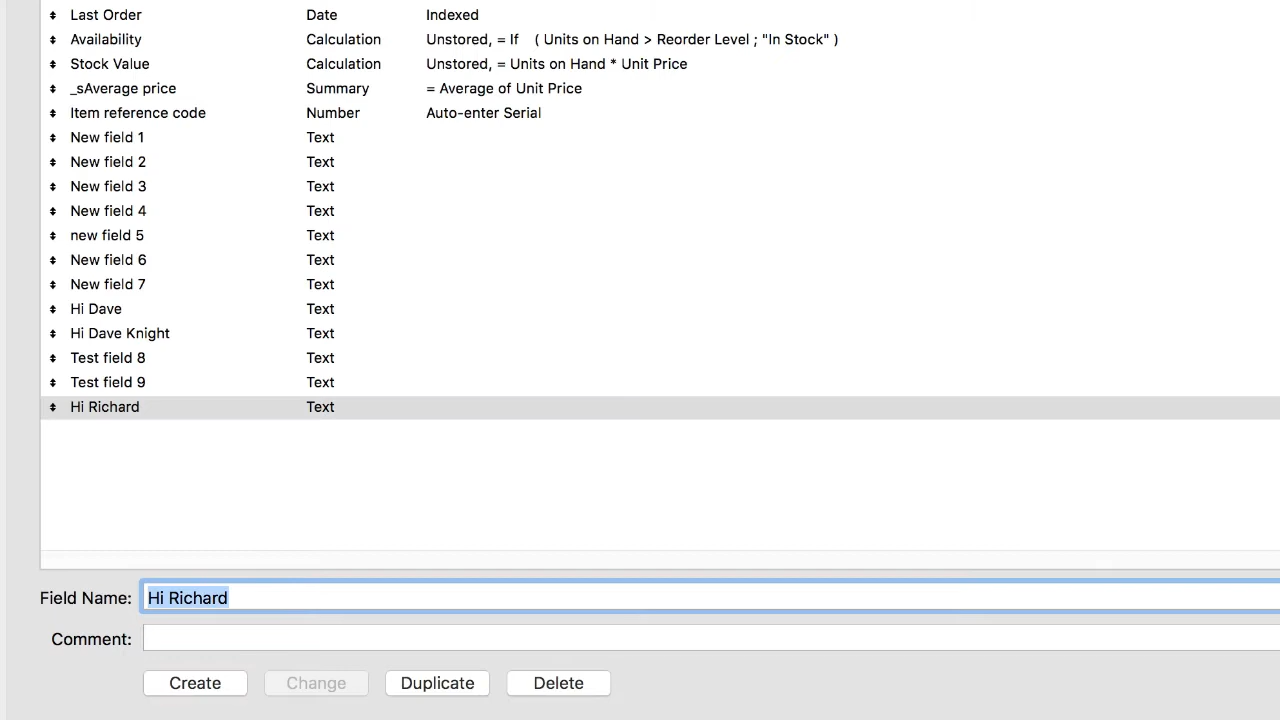 Last Order Date Indexed
Availability Calculation Unstored, = If ( Units on Hand > Reorder Level ; "In Stock" )
Stock Value Calculation Unstored, = Units on Hand * Unit Price
_sAverage price Summary = Average of Unit Price
Item reference code Number Auto-enter Serial
New field 1 Text
New field 2 Text
New field 3 Text
New field 4 Text
new field 5 Text
New field 6 Text
New field 7 Text
Hi Dave Text
Hi Dave Knight Text
Test field 8 Text
Test field 9 Text
Hi Richard Text
Field Name: Hi Richard
Comment:
Create Change Duplicate Delete